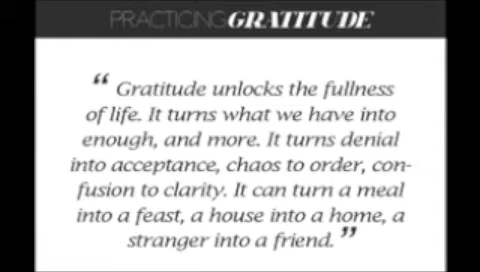 PRACTICING GRATITUDE
“ Gratitude unlocks the fullness
of life. It turns what we have into
enough, and more. It turns denial
into acceptance, chaos to order, con-
fusion to clarity. It can turn a meal
into a feast, a house into a home, a
stranger into a friend. ”